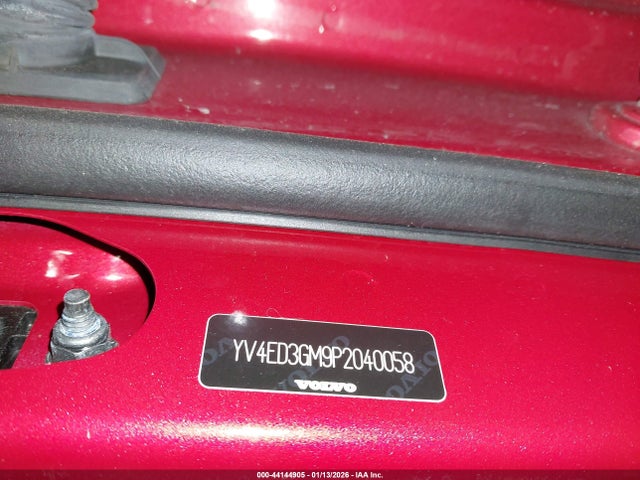 YV4ED3GM9P2040058
VOLVO
000-44144905 - 01/13/2026 - IAA Inc.